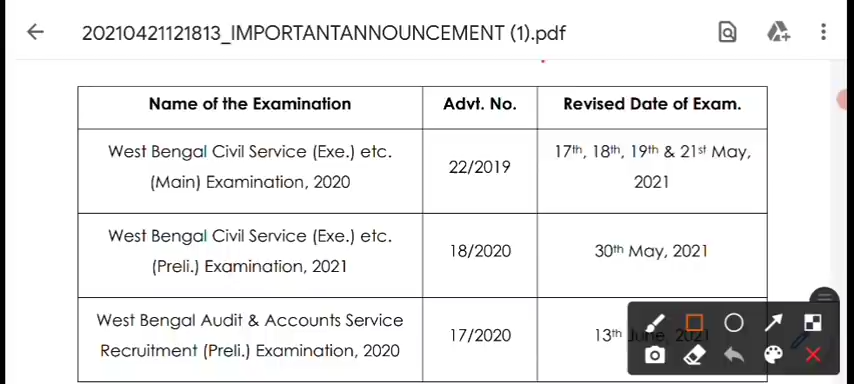 20210421121813_IMPORTANTANNOUNCEMENT (1).pdf
Name of the Examination Advt. No. Revised Date of Exam.
West Bengal Civil Service (Exe.) etc.
(Main) Examination, 2020
22/2019
17th, 18th, 19th & 21st May,
2021
West Bengal Civil Service (Exe.) etc.
(Preli.) Examination, 2021
18/2020
30th May, 2021
West Bengal Audit & Accounts Service
Recruitment (Preli.) Examination, 2020
17/2020
13th June, 2021